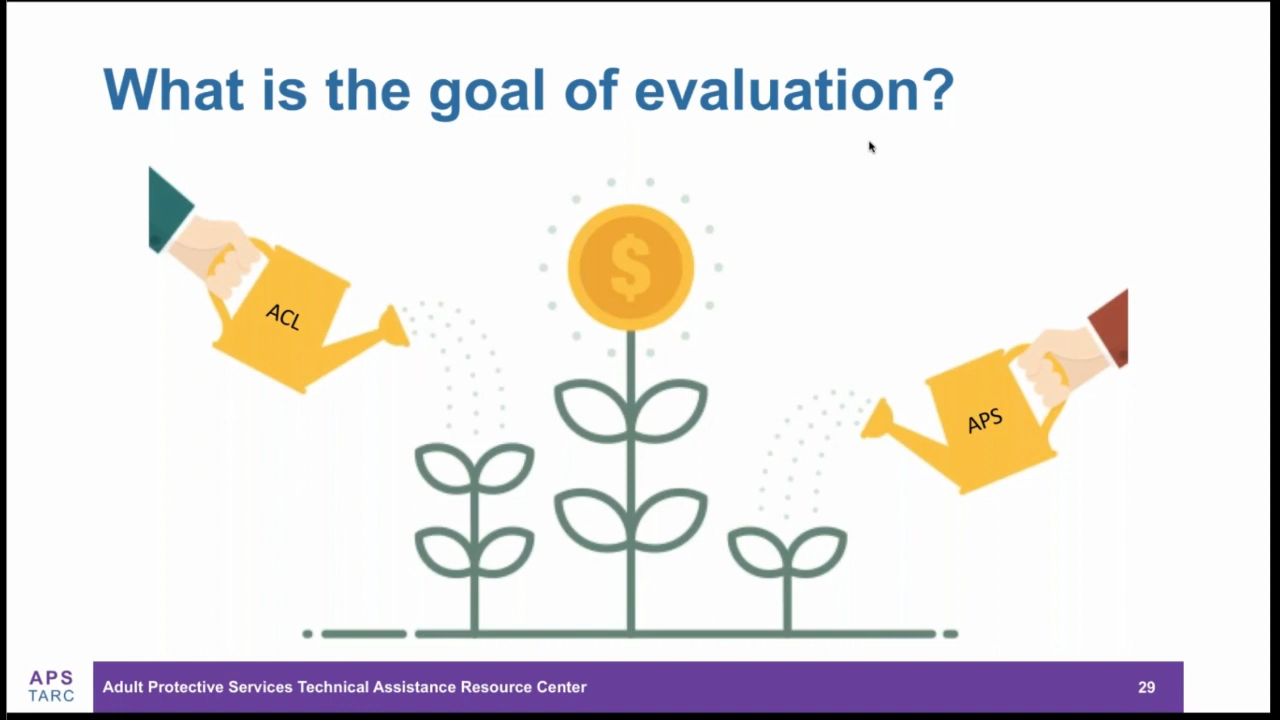 What is the goal of evaluation?
$
ACL
APS
APS
TARC
Adult Protective Services Technical Assistance Resource Center
29